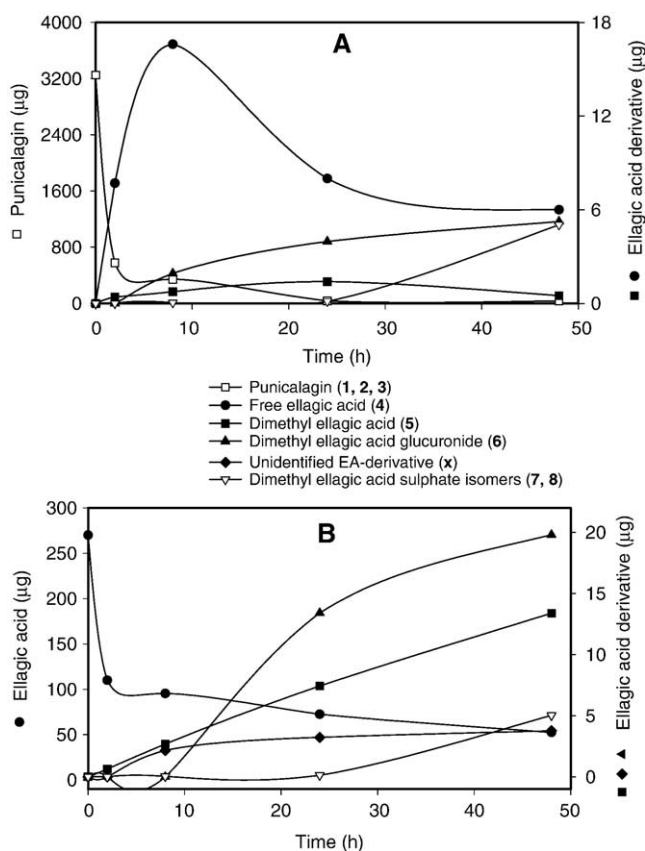 A
Punicalagin (µg)
4000
3200
2400
1600
800
0
18
12
6
0
Ellagic acid derivative (µg)
0
10
20
30
40
50
Time (h)
Punicalagin (1, 2, 3)
Free ellagic acid (4)
Dimethyl ellagic acid (5)
Dimethyl ellagic acid glucuronide (6)
Unidentified EA-derivative (x)
Dimethyl ellagic acid sulphate isomers (7, 8)
B
Ellagic acid (µg)
300
250
200
150
100
50
0
20
15
10
5
0
Ellagic acid derivative (µg)
0
10
20
30
40
50
Time (h)